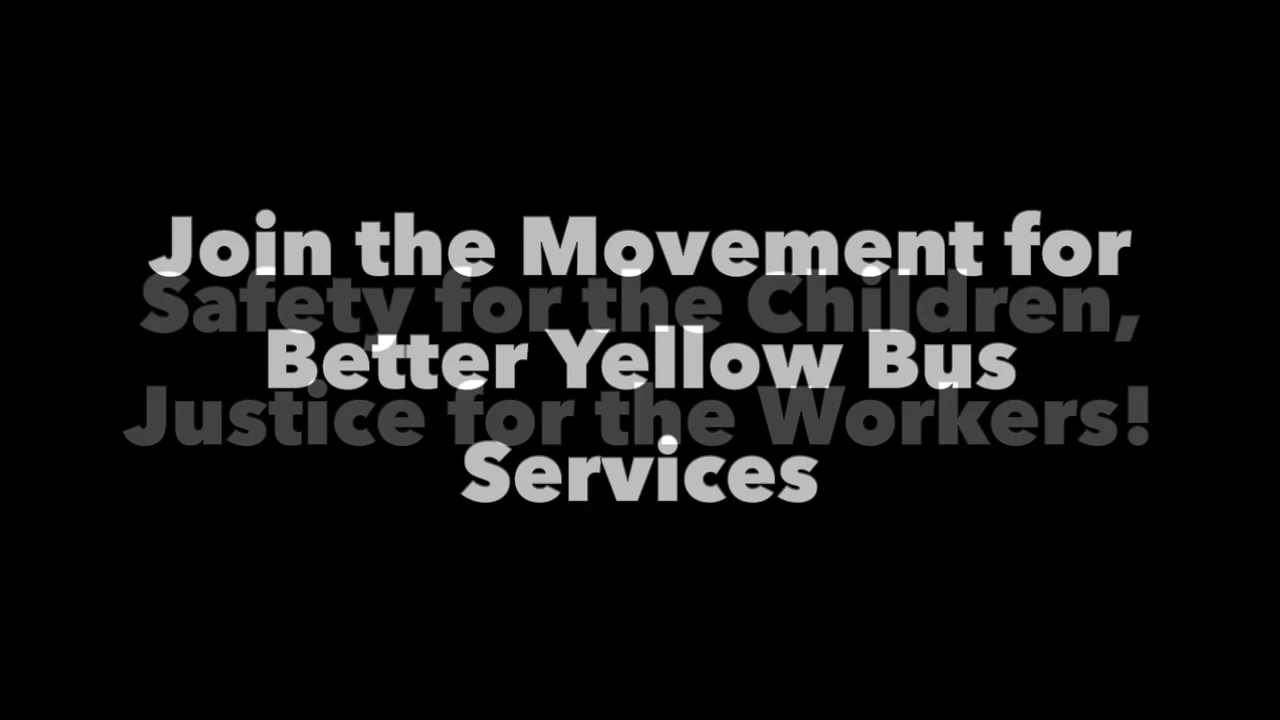 Join the Movement for
Safety for the Children,
Better Yellow Bus
Justice for the Workers!
Services